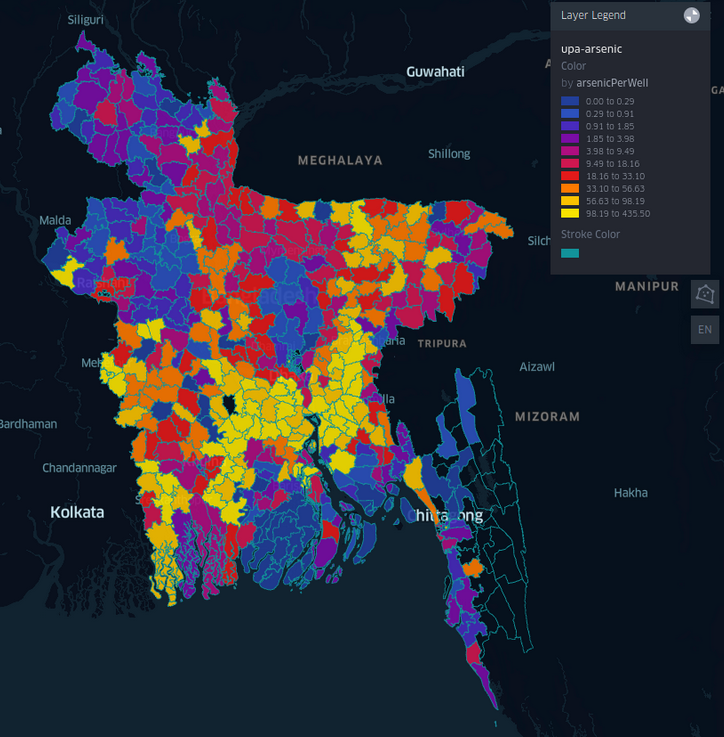 Siliguri
Layer Legend
Guwahati
upa-arsenic
Color
by arsenicPerWell
0.00 to 0.29
0.29 to 0.91
0.91 to 1.85
1.85 to 3.98
3.98 to 9.49
9.49 to 18.16
18.16 to 33.10
33.10 to 56.63
56.63 to 98.19
98.19 to 435.50
Stroke Color
MEGHALAYA
Shillong
Malda
Silch
MANIPUR
EN
TRIPURA
Meh
Aizawl
MIZORAM
Bardhaman
Chandannagar
Hakha
Kolkata
Chittagong